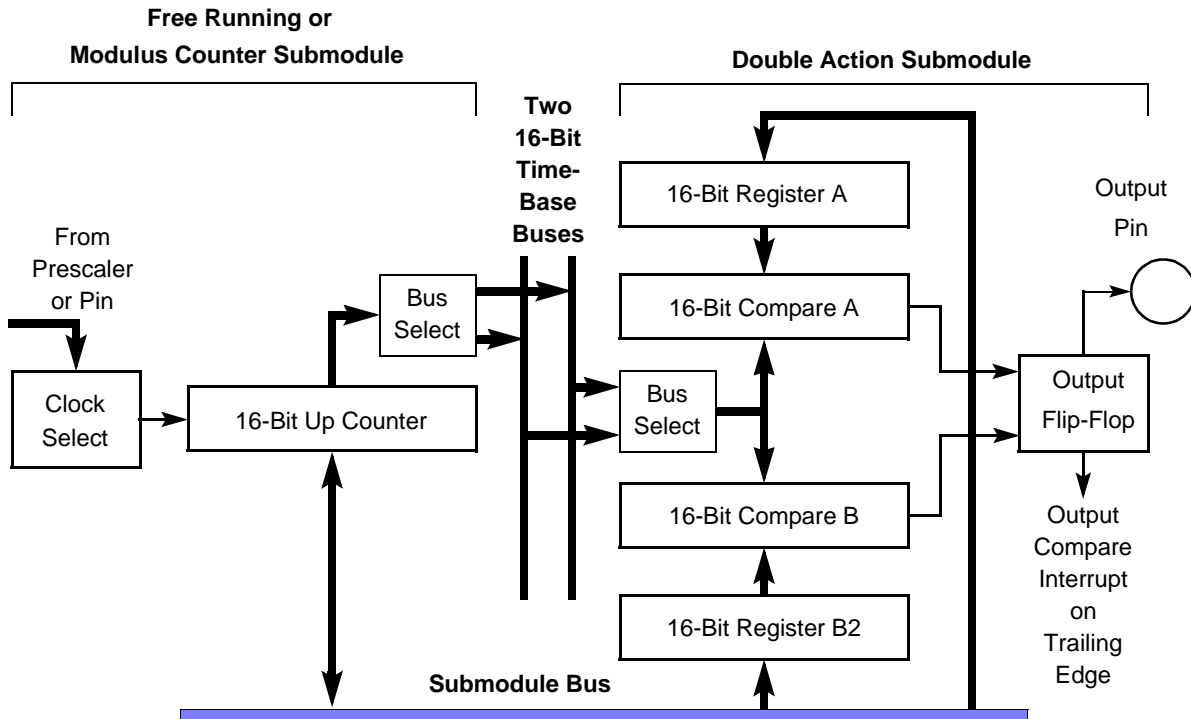 Free Running or
Modulus Counter Submodule
Double Action Submodule
Two
16-Bit
Time-
Base
Buses
16-Bit Register A
Output
Pin
From
Prescaler
or Pin
Bus
Select
16-Bit Compare A
Clock
Select
16-Bit Up Counter
Bus
Select
Output
Flip-Flop
16-Bit Compare B
Output
Compare
Interrupt
on
Trailing
Edge
16-Bit Register B2
Submodule Bus